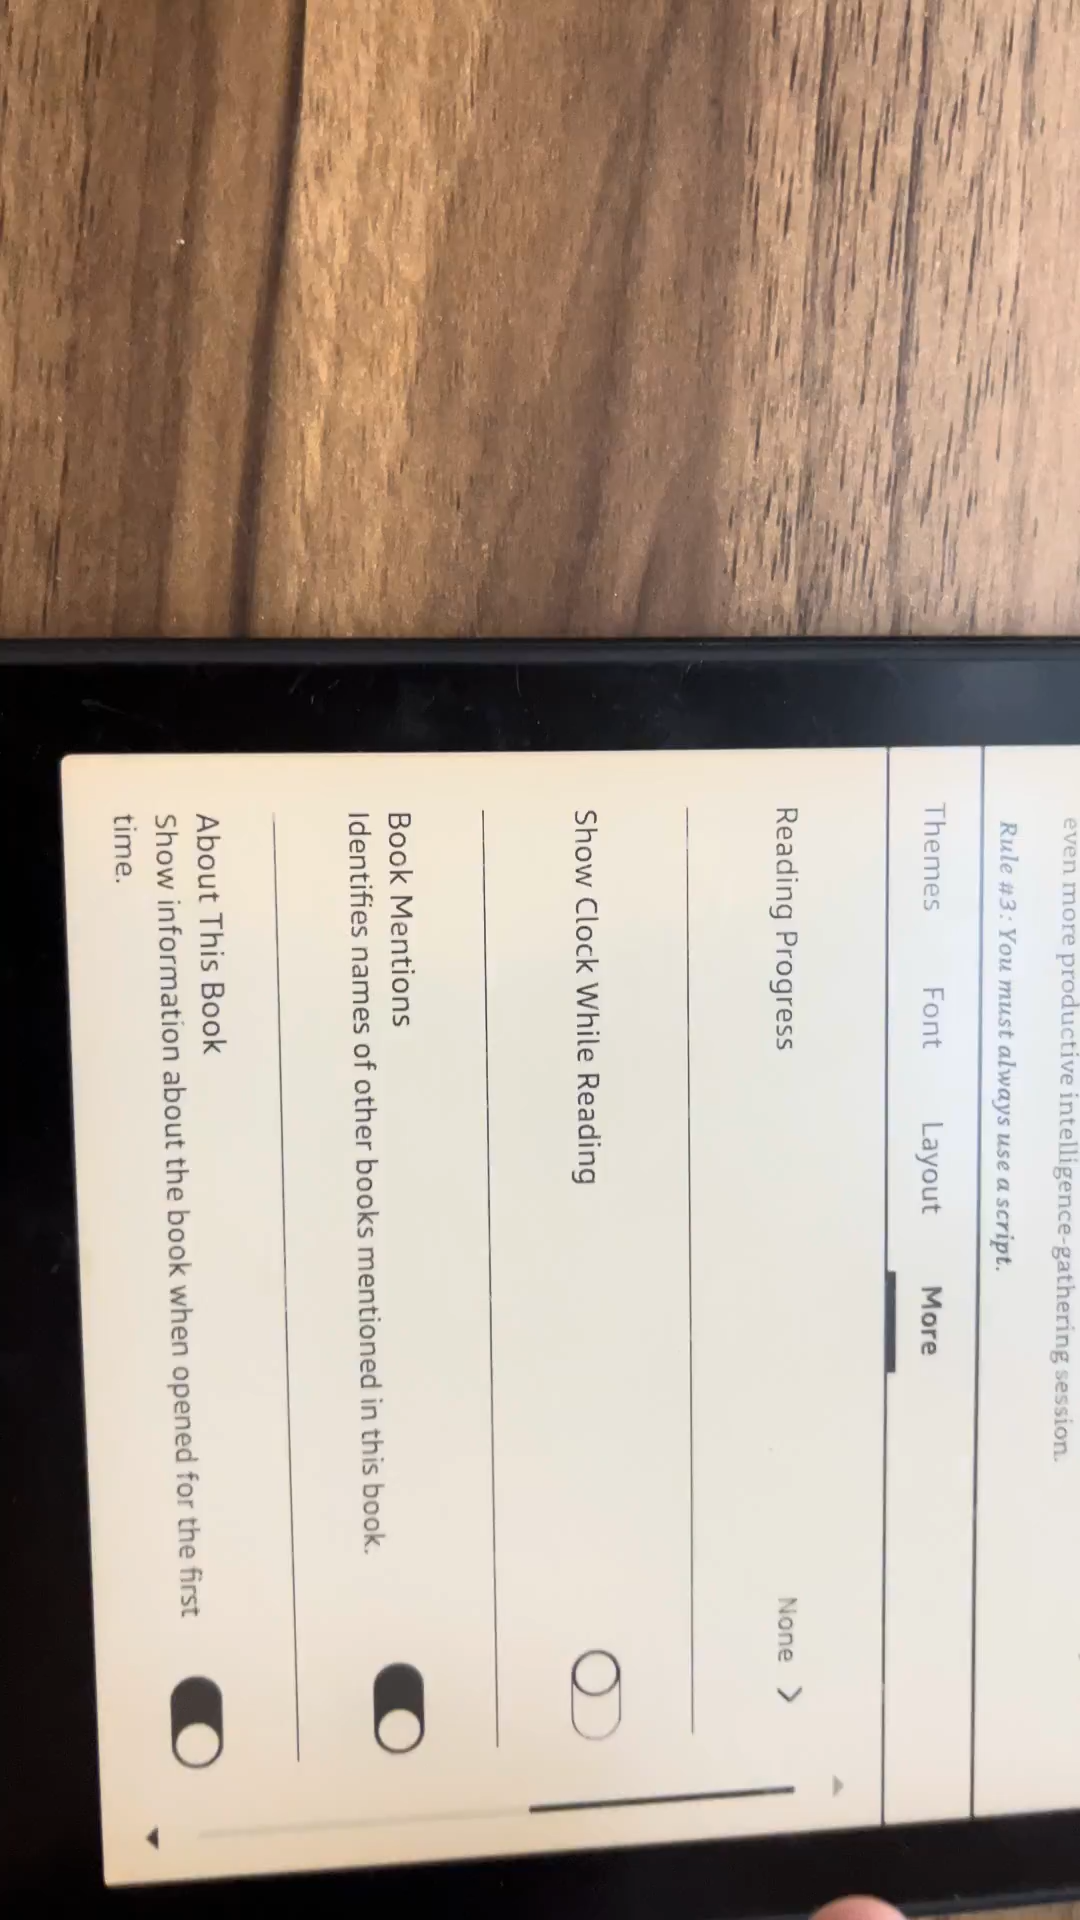 even more productive intelligence-gathering session.
Rule #3: You must always use a script.
Themes Font Layout More
Reading Progress None
Show Clock While Reading
Book Mentions
Identifies names of other books mentioned in this book.
About This Book
Show information about the book when opened for the first
time.